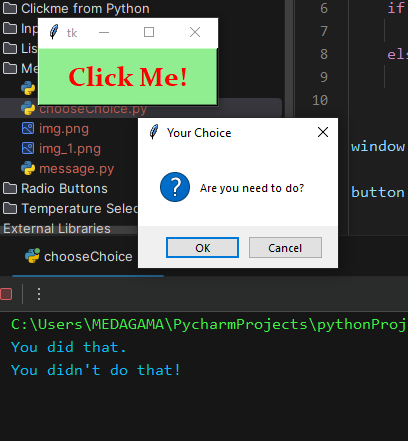 Clickme from Python
Inp
Lis
Me
chooseChoice.py
img.png
img_1.png
message.py
Radio Buttons
Temperature Selec
External Libraries
tk
Click Me!
6 if
7
8 els
9
10
window
button
Your Choice
Are you need to do?
OK Cancel
chooseChoice
C:\Users\MEDAGAMA\PycharmProjects\pythonProj
You did that.
You didn't do that!